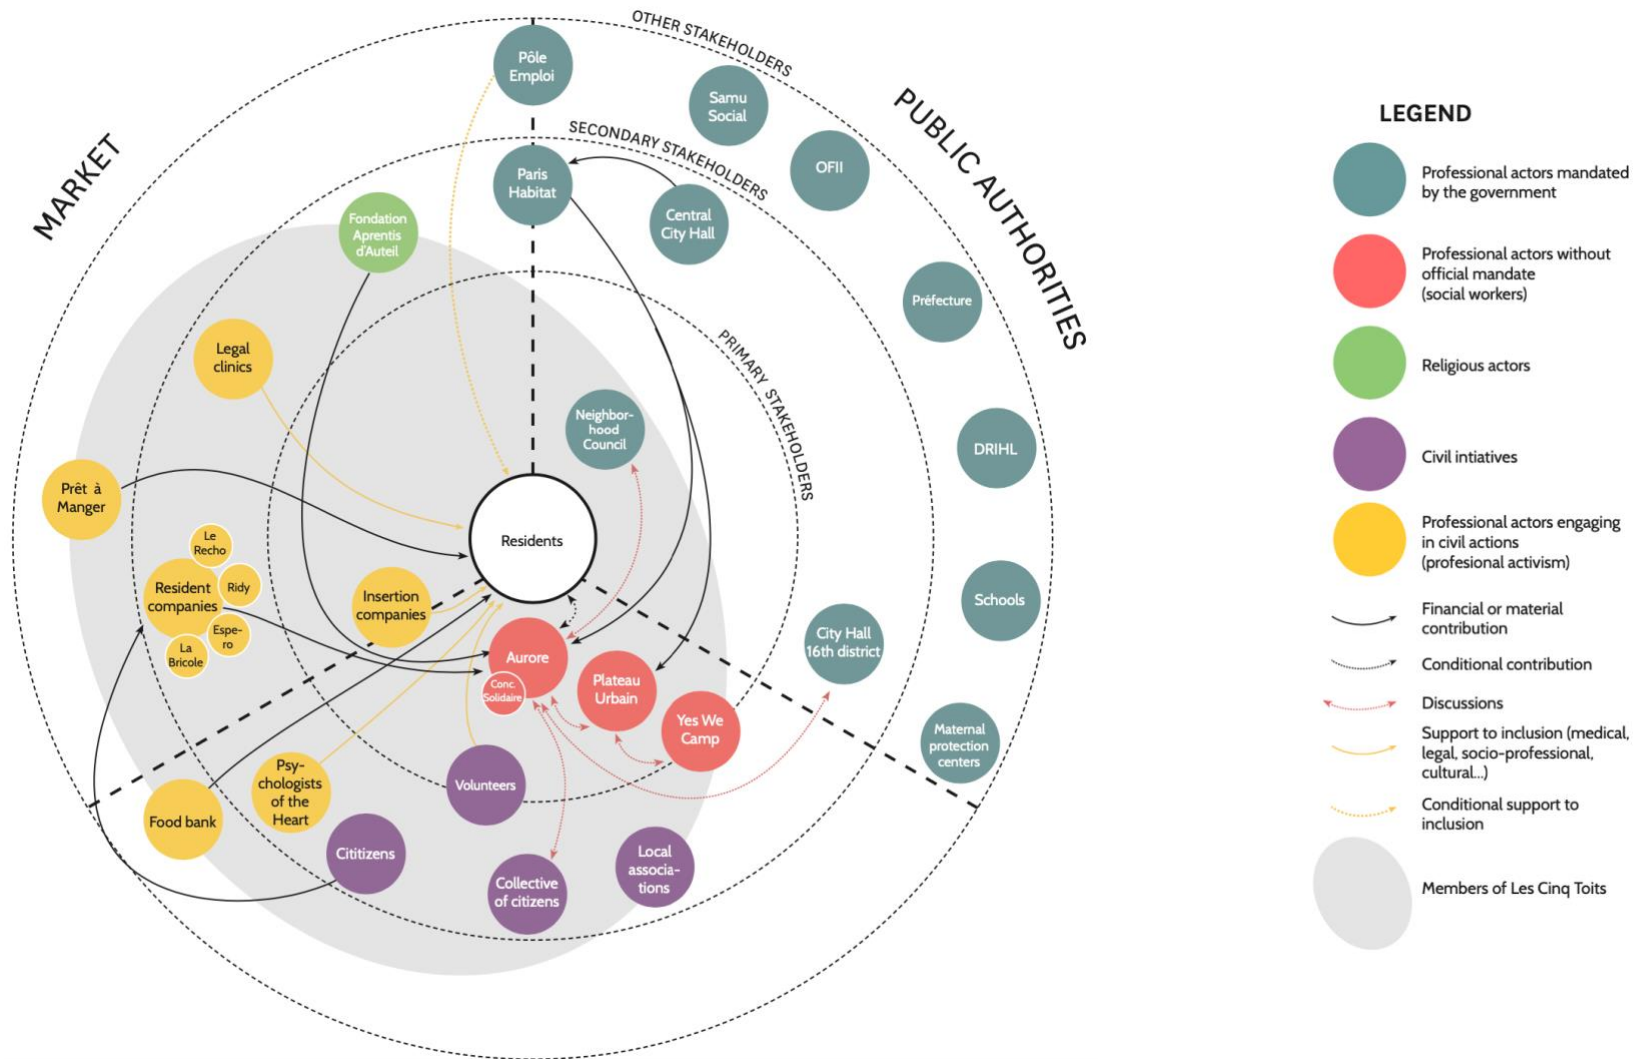 OTHER STAKEHOLDERS
SECONDARY STAKEHOLDERS
PRIMARY STAKEHOLDERS
MARKET
PUBLIC AUTHORITIES
Pôle
Emploi
Samu
Social
OFII
Paris
Habitat
Central
City Hall
Fondation
Aprentis
d'Auteil
Préfecture
Legal
clinics
Neighbor-
hood
Council
DRIHL
Prêt à
Manger
Residents
Le
Recho
Resident
companies
Ridy
Espe-
ro
La
Bricole
Insertion
companies
Schools
City Hall
16th district
Aurore
Conc.
Solidaire
Plateau
Urbain
Yes We
Camp
Maternal
protection
centers
Psy-
chologists
of the
Heart
Volunteers
Food bank
Cititizens
Collective
of citizens
Local
associa-
tions
LEGEND
Professional actors mandated
by the government
Professional actors without
official mandate
(social workers)
Religious actors
Civil intiatives
Professional actors engaging
in civil actions
(profesional activism)
Financial or material
contribution
Conditional contribution
Discussions
Support to inclusion (medical,
legal, socio-professional,
cultural...)
Conditional support to
inclusion
Members of Les Cinq Toits